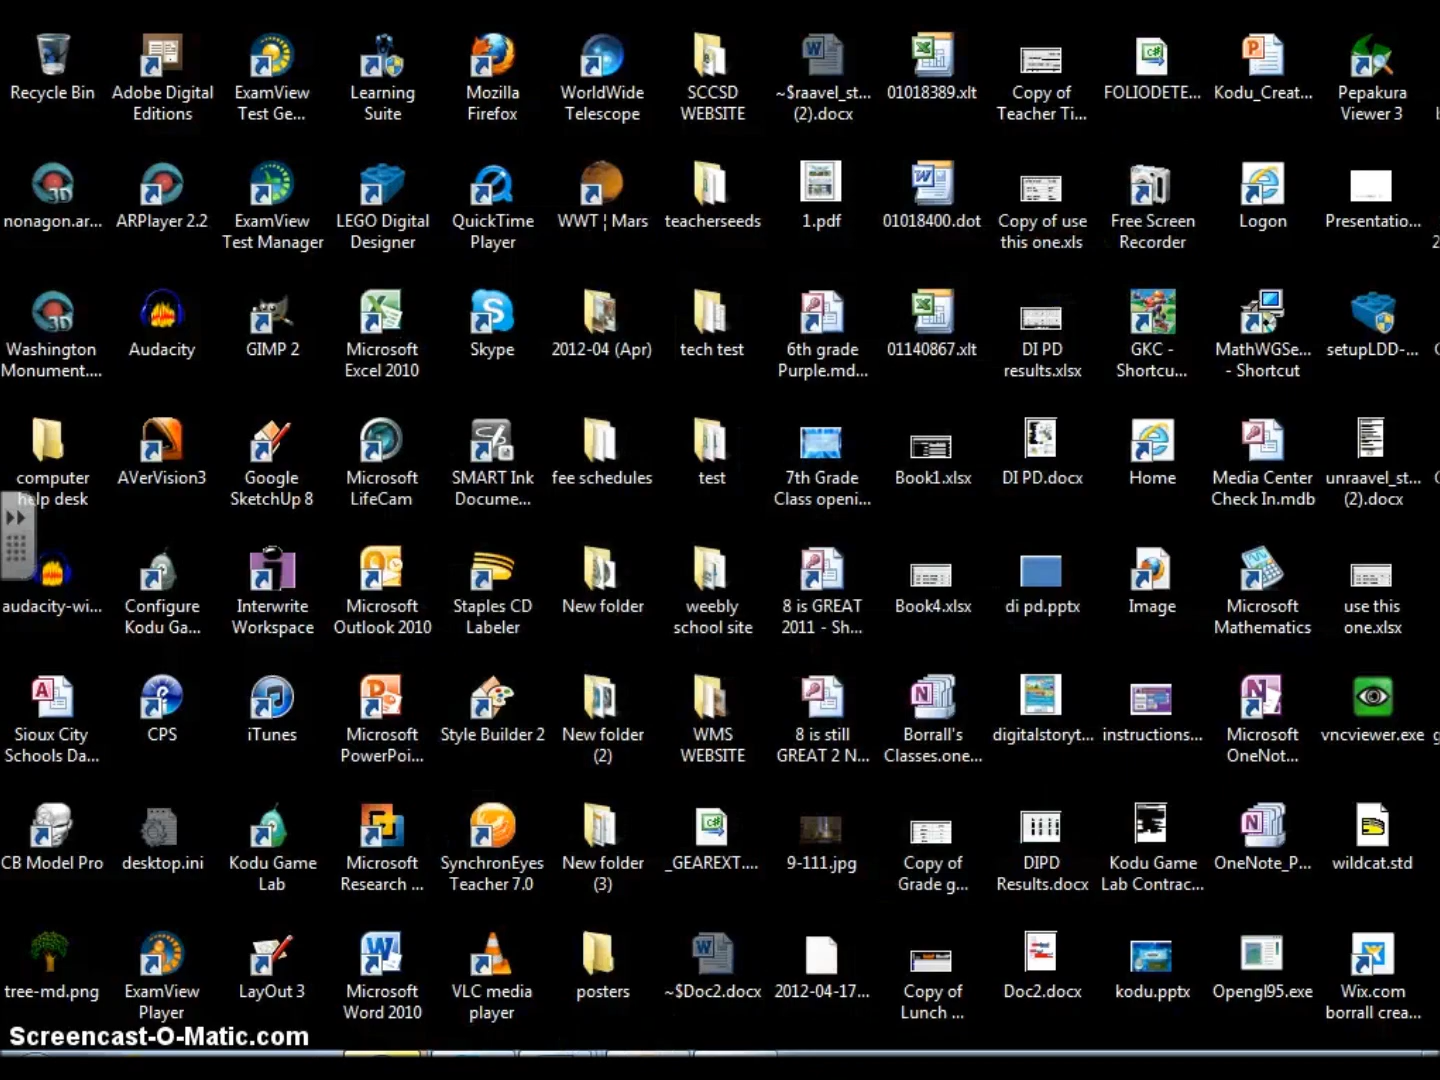 Recycle Bin
Adobe Digital
Editions
ExamView
Test Ge...
Learning
Suite
Mozilla
Firefox
WorldWide
Telescope
SCCSD
WEBSITE
~$raavel_st...
(2).docx
01018389.xlt
Copy of
Teacher Ti...
FOLIODETE...
Kodu_Creat...
Pepakura
Viewer 3
nonagon.ar...
ARPlayer 2.2
ExamView
Test Manager
LEGO Digital
Designer
QuickTime
Player
WWT ¦ Mars
teacherseeds
1.pdf
01018400.dot
Copy of use
this one.xls
Free Screen
Recorder
Logon
Presentatio...
Washington
Monument....
Audacity
GIMP 2
Microsoft
Excel 2010
Skype
2012-04 (Apr)
tech test
6th grade
Purple.md...
01140867.xlt
DI PD
results.xlsx
GKC -
Shortcu...
MathWGSe...
- Shortcut
setupLDD-...
computer
help desk
AVerVision3
Google
SketchUp 8
Microsoft
LifeCam
SMART Ink
Docume...
fee schedules
test
7th Grade
Class openi...
Book1.xlsx
DI PD.docx
Home
Media Center
Check In.mdb
unraavel_st...
(2).docx
audacity-wi...
Configure
Kodu Ga...
Interwrite
Workspace
Microsoft
Outlook 2010
Staples CD
Labeler
New folder
weebly
school site
8 is GREAT
2011 - Sh...
Book4.xlsx
di pd.pptx
Image
Microsoft
Mathematics
use this
one.xlsx
Sioux City
Schools Da...
CPS
iTunes
Microsoft
PowerPoi...
Style Builder 2
New folder
(2)
WMS
WEBSITE
8 is still
GREAT 2 N...
Borrall's
Classes.one...
digitalstoryt...
instructions...
Microsoft
OneNot...
vncviewer.exe
CB Model Pro
desktop.ini
Kodu Game
Lab
Microsoft
Research ...
SynchronEyes
Teacher 7.0
New folder
(3)
_GEAREXT....
9-111.jpg
Copy of
Grade g...
DIPD
Results.docx
Kodu Game
Lab Contrac...
OneNote_P...
wildcat.std
tree-md.png
ExamView
Player
LayOut 3
Microsoft
Word 2010
VLC media
player
posters
~$Doc2.docx
2012-04-17...
Copy of
Lunch ...
Doc2.docx
kodu.pptx
Opengl95.exe
Wix.com
borrall crea...
Screencast-O-Matic.com